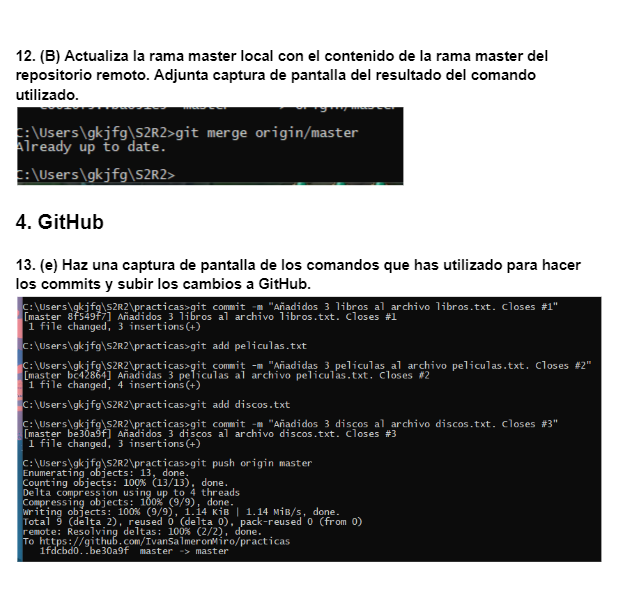 12. (B) Actualiza la rama master local con el contenido de la rama master del
repositorio remoto. Adjunta captura de pantalla del resultado del comando
utilizado.
C:\Users\gkjfg\S2R2>git merge origin/master
Already up to date.
C:\Users\gkjfg\S2R2>
4. GitHub
13. (e) Haz una captura de pantalla de los comandos que has utilizado para hacer
los commits y subir los cambios a GitHub.
C:\Users\gkjfg\S2R2\practicas>git commit -m "Añadidos 3 libros al archivo libros.txt. Closes #1"
[master 8f549f7] Añadidos 3 libros al archivo libros.txt. Closes #1
1 file changed, 3 insertions(+)
C:\Users\gkjfg\S2R2\practicas>git add peliculas.txt
C:\Users\gkjfg\S2R2\practicas>git commit -m "Añadidas 3 peliculas al archivo peliculas.txt. Closes #2"
[master bc42864] Añadidas 3 peliculas al archivo peliculas.txt. Closes #2
1 file changed, 4 insertions(+)
C:\Users\gkjfg\S2R2\practicas>git add discos.txt
C:\Users\gkjfg\S2R2\practicas>git commit -m "Añadidos 3 discos al archivo discos.txt. Closes #3"
[master be30a9f] Añadidos 3 discos al archivo discos.txt. Closes #3
1 file changed, 3 insertions(+)
C:\Users\gkjfg\S2R2\practicas>git push origin master
Enumerating objects: 13, done.
Counting objects: 100% (13/13), done.
Delta compression using up to 4 threads
Compressing objects: 100% (9/9), done.
Writing objects: 100% (9/9), 1.14 KiB | 1.14 MiB/s, done.
Total 9 (delta 2), reused 0 (delta 0), pack-reused 0 (from 0)
remote: Resolving deltas: 100% (2/2), done.
To https://github.com/IvanSalmeronMiro/practicas
1fdcbd0..be30a9f master -> master